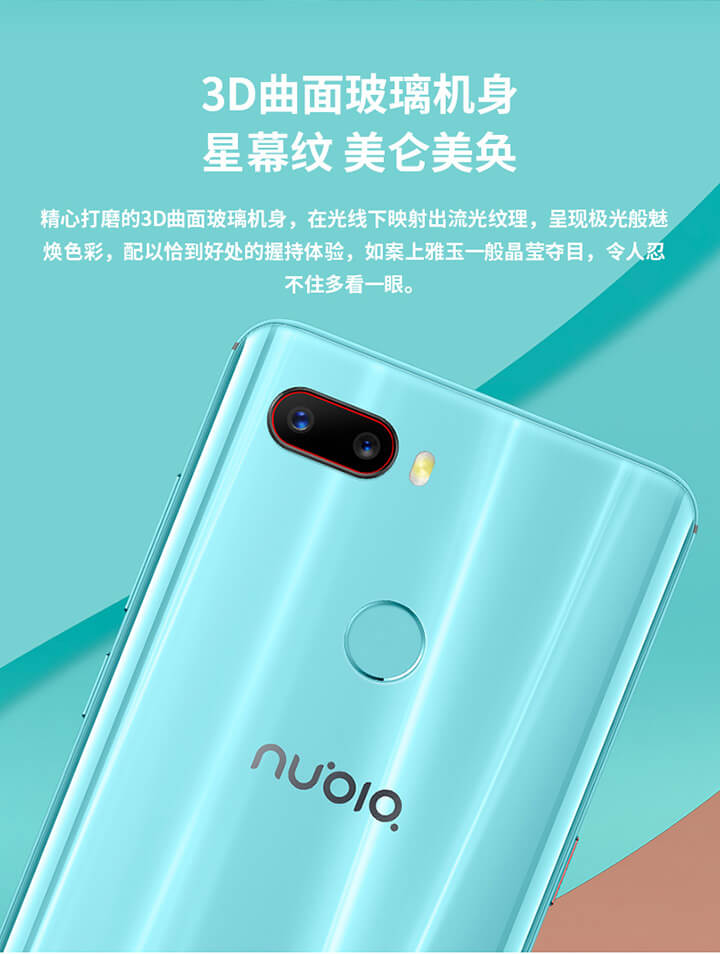 3D曲面玻璃机身
星幕纹 美仑美奂
精心打磨的3D曲面玻璃机身，在光线下映射出流光纹理，呈现极光般魅
焕色彩，配以恰到好处的握持体验，如案上雅玉一般晶莹夺目，令人忍
不住多看一眼。
nubia